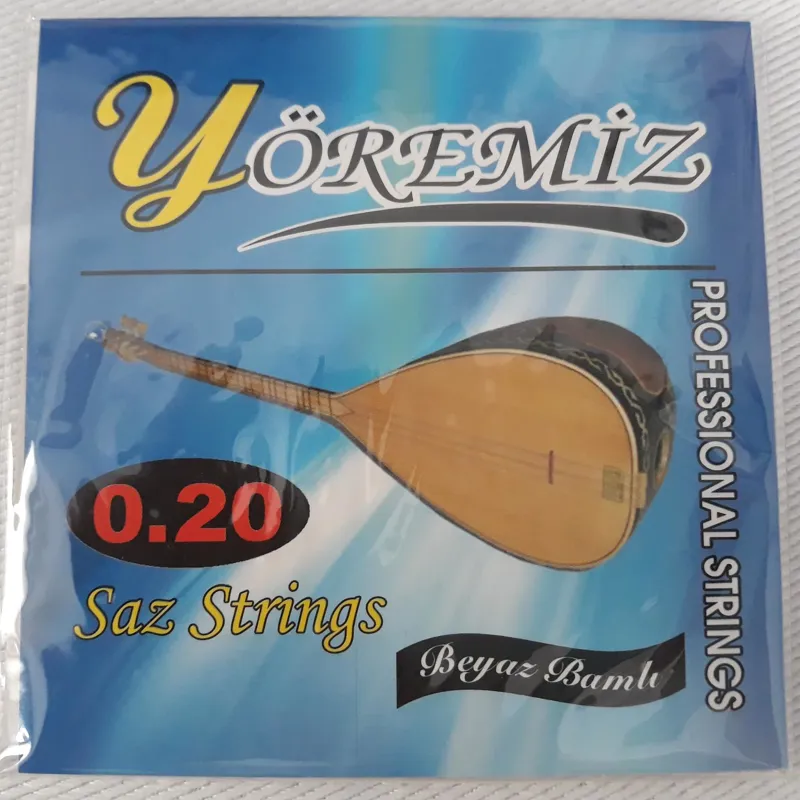 YÖREMİZ
PROFESSIONAL STRINGS
0.20
Saz Strings
Beyaz Bamlı